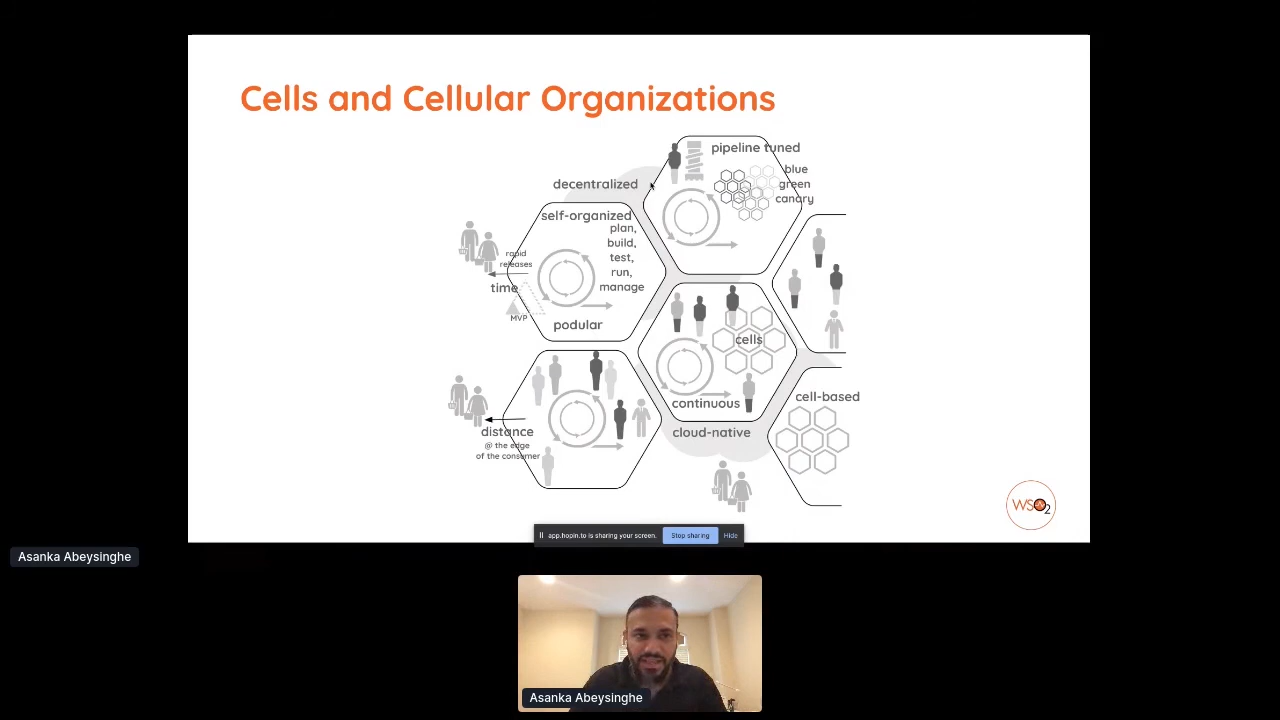 Cells and Cellular Organizations
pipeline tuned
blue
green
canary
decentralized
self-organized
plan,
build,
test,
run,
manage
rapid
releases
time
MVP
podular
cells
continuous
cell-based
distance
@ the edge
of the consumer
cloud-native
WSO2
app.hopin.to is sharing your screen.
Stop sharing
Hide
Asanka Abeysinghe
Asanka Abeysinghe